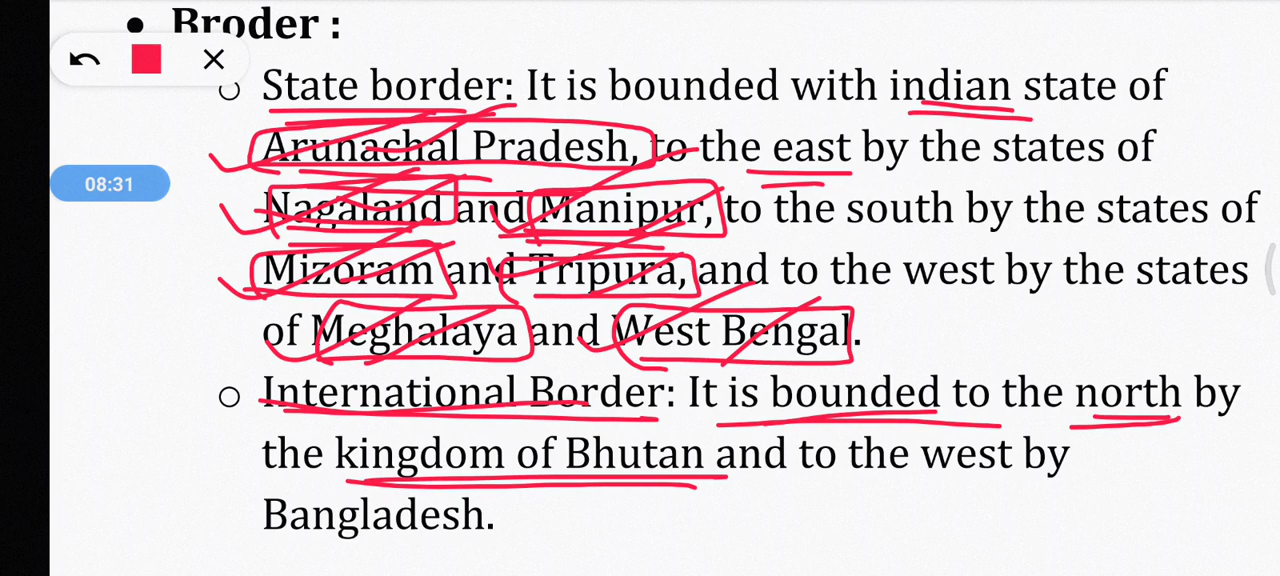 Broder :
State border: It is bounded with indian state of
Arunachal Pradesh, to the east by the states of
08:31
Nagaland and Manipur, to the south by the states of
Mizoram and Tripura, and to the west by the states
of Meghalaya and West Bengal.
International Border: It is bounded to the north by
the kingdom of Bhutan and to the west by
Bangladesh.